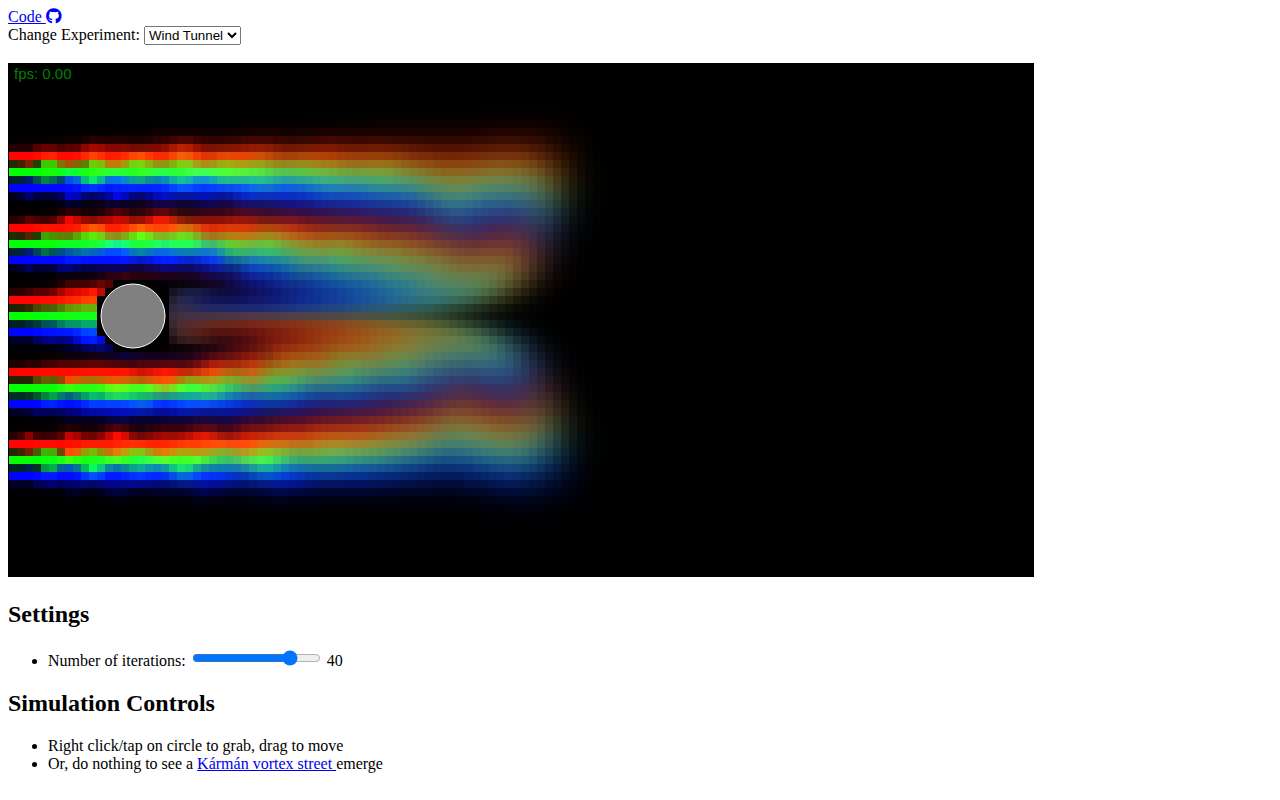 Code
Change Experiment: Wind Tunnel
fps: 0.00
Settings
Number of iterations: 40
Simulation Controls
Right click/tap on circle to grab, drag to move
Or, do nothing to see a Kármán vortex street emerge